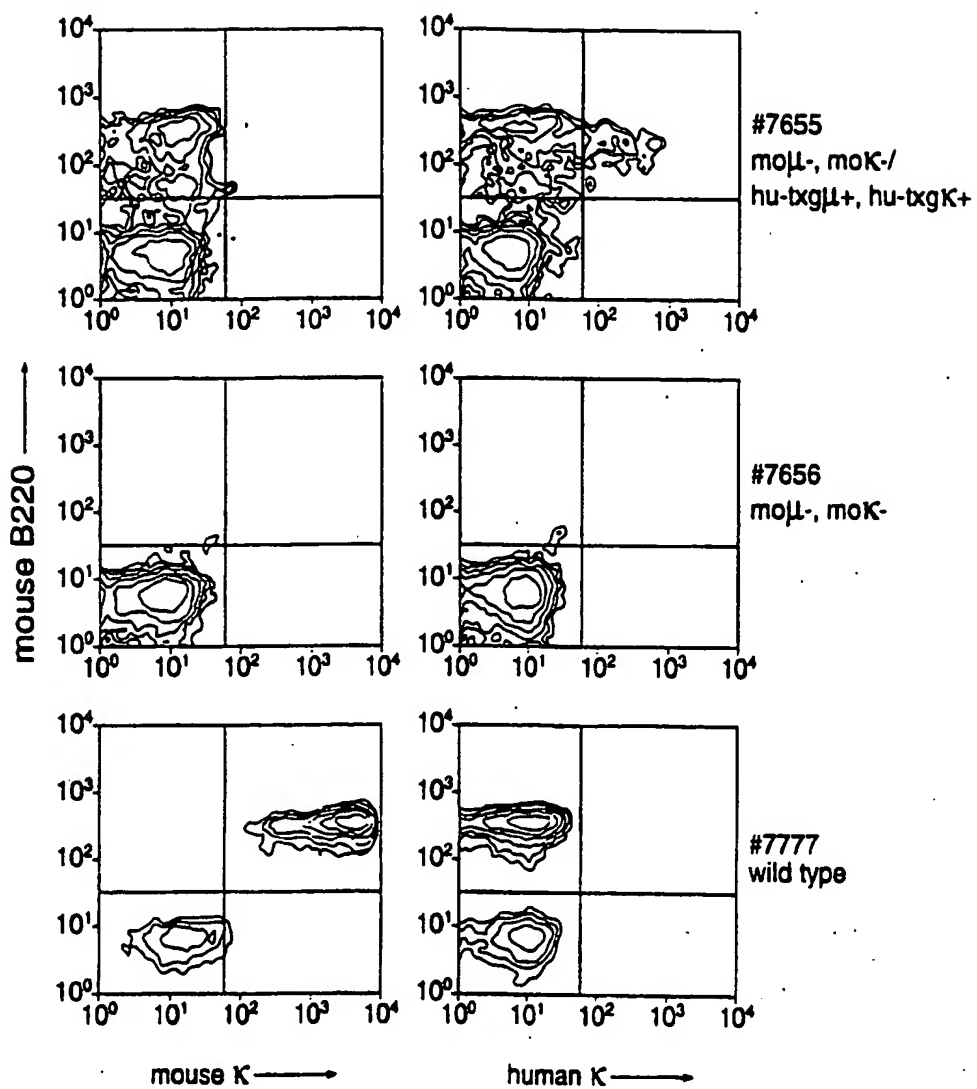 10⁴ 10³ 10² 10¹ 10⁰
10⁰ 10¹ 10² 10³ 10⁴
10⁴ 10³ 10² 10¹ 10⁰
10⁰ 10¹ 10² 10³ 10⁴
#7655
moμ-, moκ-/
hu-txgμ+, hu-txgκ+
10⁴ 10³ 10² 10¹ 10⁰
10⁰ 10¹ 10² 10³ 10⁴
10⁴ 10³ 10² 10¹ 10⁰
10⁰ 10¹ 10² 10³ 10⁴
#7656
moμ-, moκ-
10⁴ 10³ 10² 10¹ 10⁰
10⁰ 10¹ 10² 10³ 10⁴
10⁴ 10³ 10² 10¹ 10⁰
10⁰ 10¹ 10² 10³ 10⁴
#7777
wild type
mouse B220
mouse κ
human κ